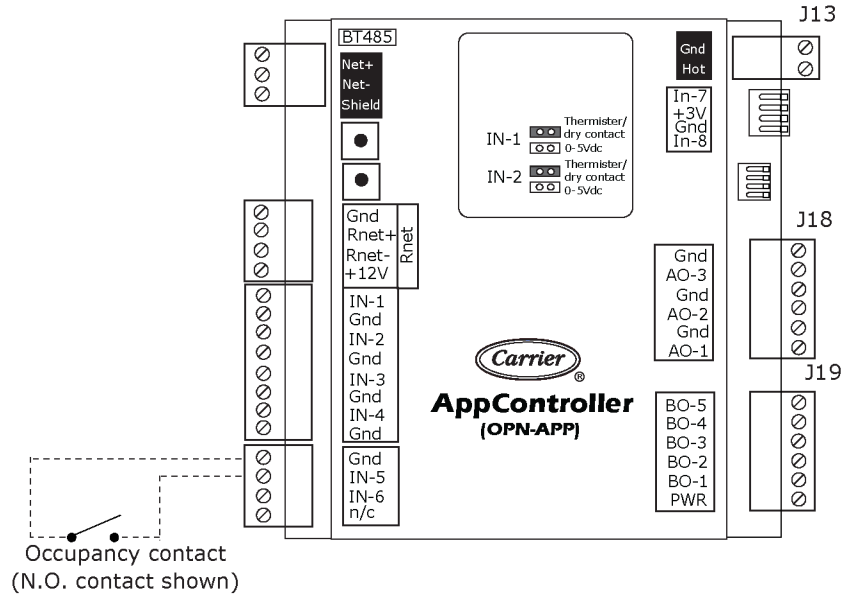 J13
BT485
Net+
Net-
Shield
Gnd
Hot
In-7
+3V
Gnd
In-8
IN-1
Thermister/
dry contact
0-5Vdc
IN-2
Thermister/
dry contact
0-5Vdc
Gnd
Rnet+
Rnet-
+12V
Rnet
IN-1
Gnd
IN-2
Gnd
IN-3
Gnd
IN-4
Gnd
J18
Gnd
AO-3
Gnd
AO-2
Gnd
AO-1
Carrier
®
AppController
(OPN-APP)
J19
BO-5
BO-4
BO-3
BO-2
BO-1
PWR
Gnd
IN-5
IN-6
n/c
Occupancy contact
(N.O. contact shown)